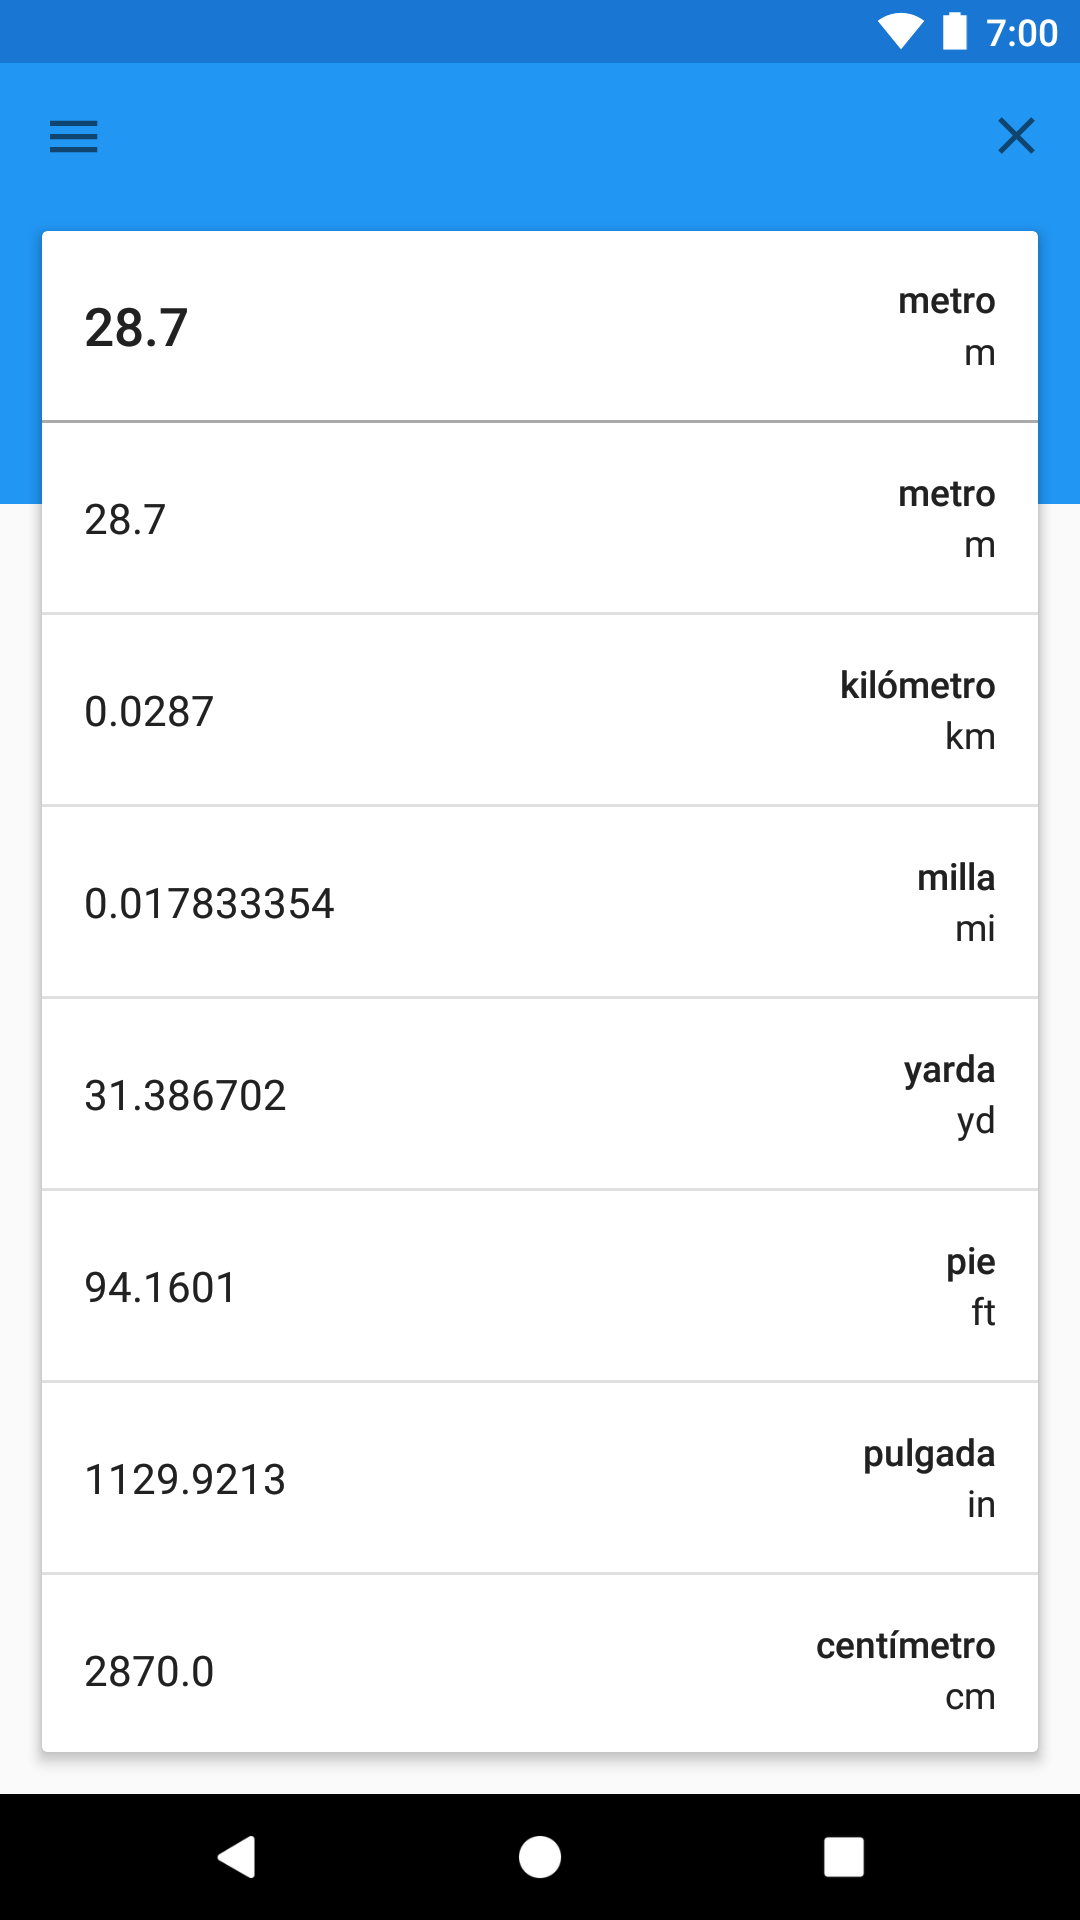 7:00
28.7
metro
m
28.7
metro
m
0.0287
kilómetro
km
0.017833354
milla
mi
31.386702
yarda
yd
94.1601
pie
ft
1129.9213
pulgada
in
2870.0
centímetro
cm